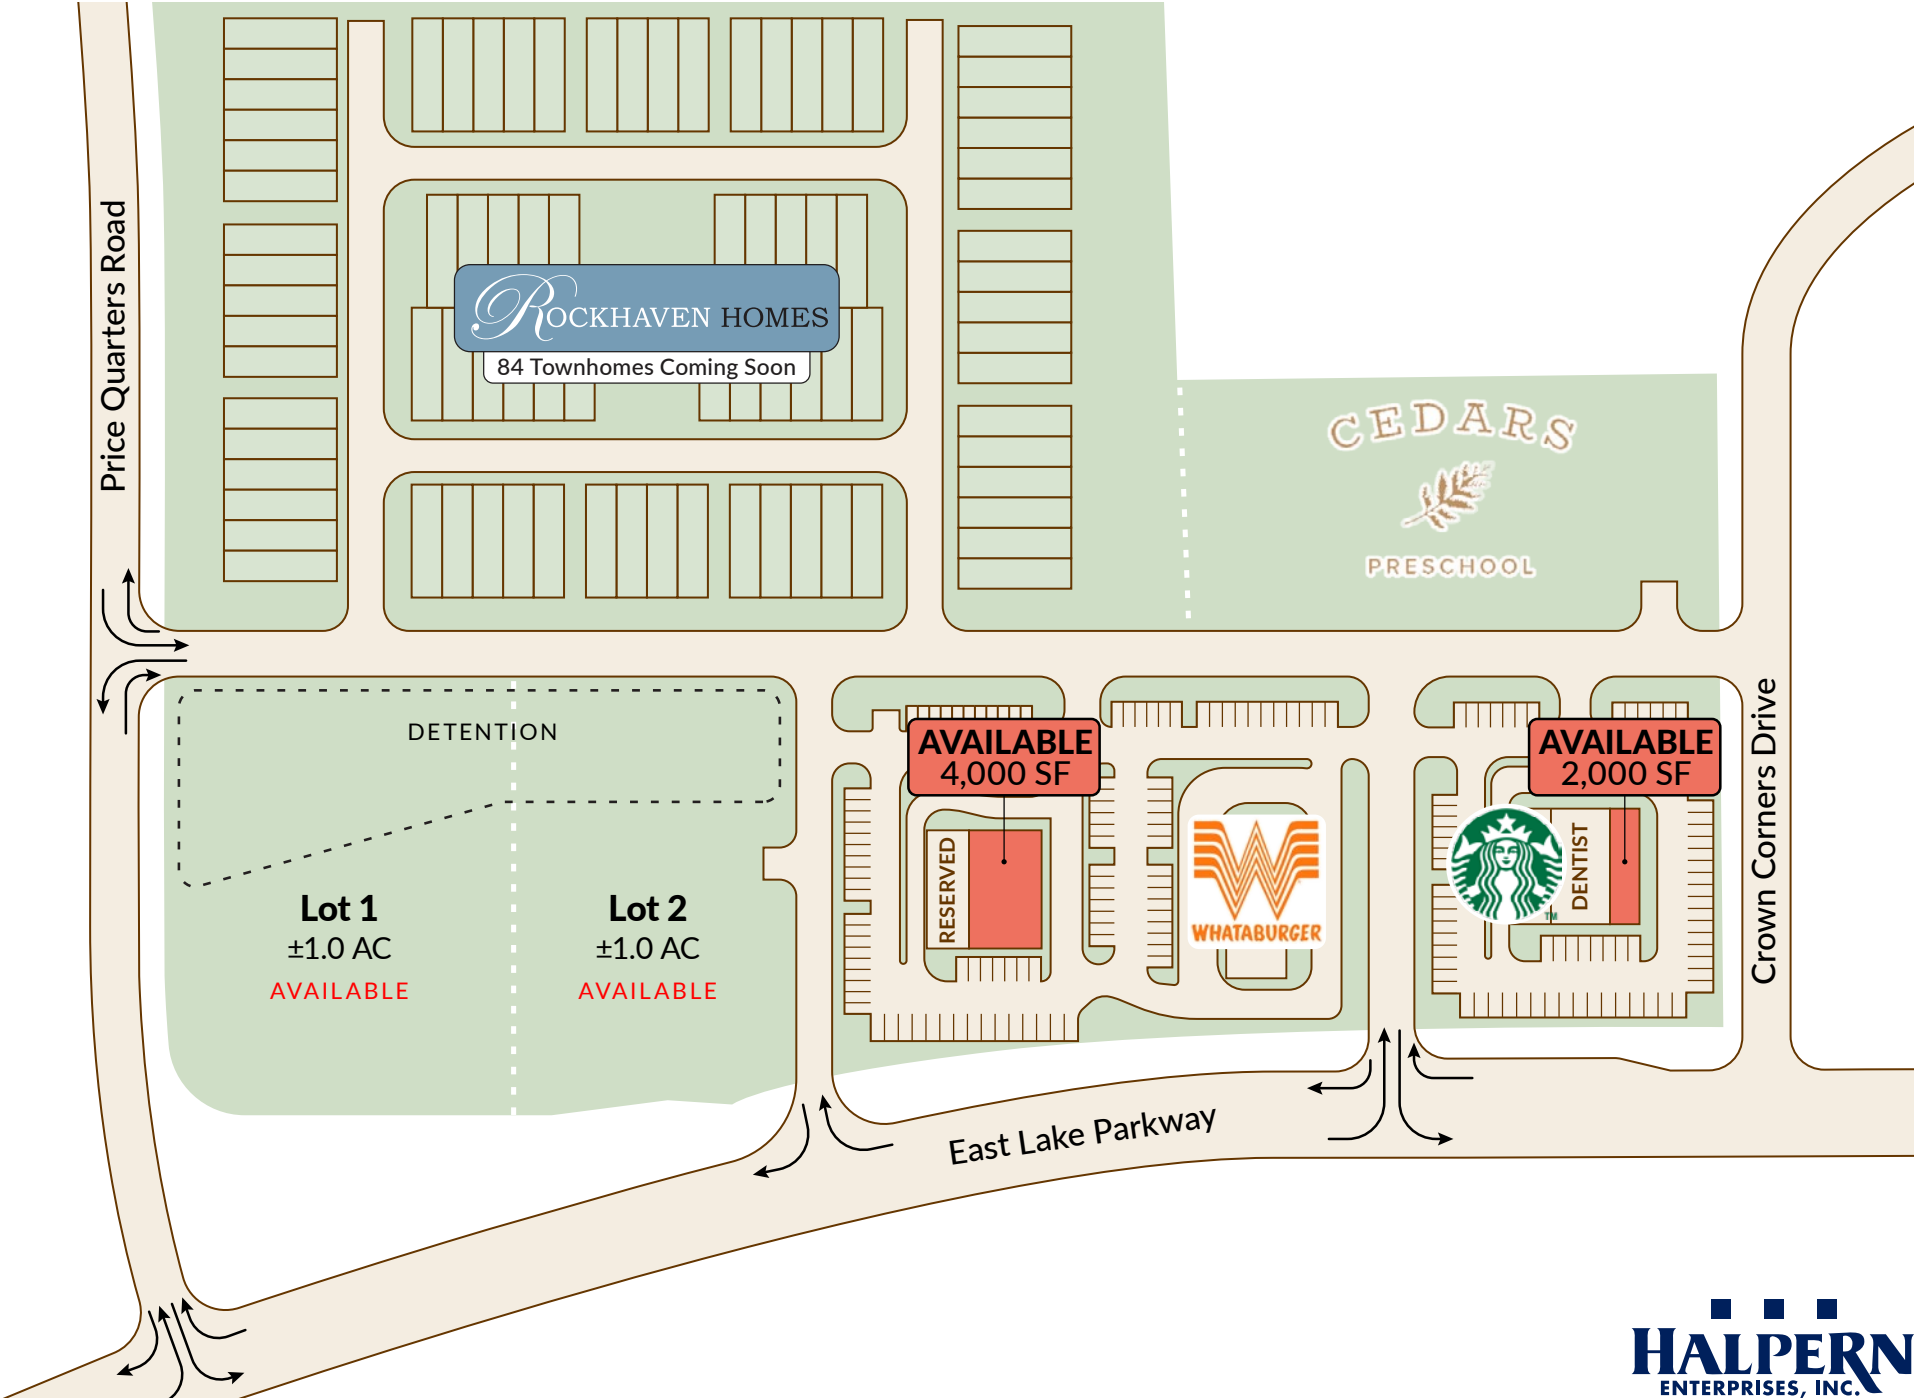 Price Quarters Road
ROCKHAVEN HOMES
84 Townhomes Coming Soon
CEDARS
PRESCHOOL
DETENTION
Lot 1
±1.0 AC
AVAILABLE
Lot 2
±1.0 AC
AVAILABLE
AVAILABLE
4,000 SF
RESERVED
WHATABURGER
AVAILABLE
2,000 SF
DENTIST
TM
Crown Corners Drive
East Lake Parkway
HALPERN
ENTERPRISES, INC.